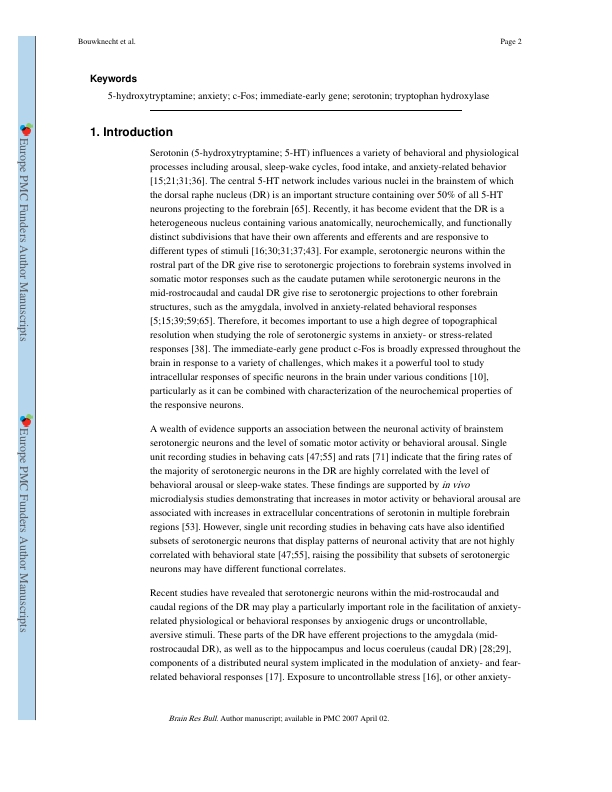 Bouwknecht et al.
Page 2
Keywords
5-hydroxytryptamine; anxiety; c-Fos; immediate-early gene; serotonin; tryptophan hydroxylase
1. Introduction
Serotonin (5-hydroxytryptamine; 5-HT) influences a variety of behavioral and physiological
processes including arousal, sleep-wake cycles, food intake, and anxiety-related behavior
[15;21;31;36]. The central 5-HT network includes various nuclei in the brainstem of which
the dorsal raphe nucleus (DR) is an important structure containing over 50% of all 5-HT
neurons projecting to the forebrain [65]. Recently, it has become evident that the DR is a
heterogeneous nucleus containing various anatomically, neurochemically, and functionally
distinct subdivisions that have their own afferents and efferents and are responsive to
different types of stimuli [16;30;31;37;43]. For example, serotonergic neurons within the
rostral part of the DR give rise to serotonergic projections to forebrain systems involved in
somatic motor responses such as the caudate putamen while serotonergic neurons in the
mid-rostrocaudal and caudal DR give rise to serotonergic projections to other forebrain
structures, such as the amygdala, involved in anxiety-related behavioral responses
[5;15;39;59;65]. Therefore, it becomes important to use a high degree of topographical
resolution when studying the role of serotonergic systems in anxiety- or stress-related
responses [38]. The immediate-early gene product c-Fos is broadly expressed throughout the
brain in response to a variety of challenges, which makes it a powerful tool to study
intracellular responses of specific neurons in the brain under various conditions [10],
particularly as it can be combined with characterization of the neurochemical properties of
the responsive neurons.
A wealth of evidence supports an association between the neuronal activity of brainstem
serotonergic neurons and the level of somatic motor activity or behavioral arousal. Single
unit recording studies in behaving cats [47;55] and rats [71] indicate that the firing rates of
the majority of serotonergic neurons in the DR are highly correlated with the level of
behavioral arousal or sleep-wake states. These findings are supported by in vivo
microdialysis studies demonstrating that increases in motor activity or behavioral arousal are
associated with increases in extracellular concentrations of serotonin in multiple forebrain
regions [53]. However, single unit recording studies in behaving cats have also identified
subsets of serotonergic neurons that display patterns of neuronal activity that are not highly
correlated with behavioral state [47;55], raising the possibility that subsets of serotonergic
neurons may have different functional correlates.
Recent studies have revealed that serotonergic neurons within the mid-rostrocaudal and
caudal regions of the DR may play a particularly important role in the facilitation of anxiety-
related physiological or behavioral responses by anxiogenic drugs or uncontrollable,
aversive stimuli. These parts of the DR have efferent projections to the amygdala (mid-
rostrocaudal DR), as well as to the hippocampus and locus coeruleus (caudal DR) [28;29],
components of a distributed neural system implicated in the modulation of anxiety- and fear-
related behavioral responses [17]. Exposure to uncontrollable stress [16], or other anxiety-
Brain Res Bull. Author manuscript; available in PMC 2007 April 02.
Europe PMC Funders Author Manuscripts
Europe PMC Funders Author Manuscripts